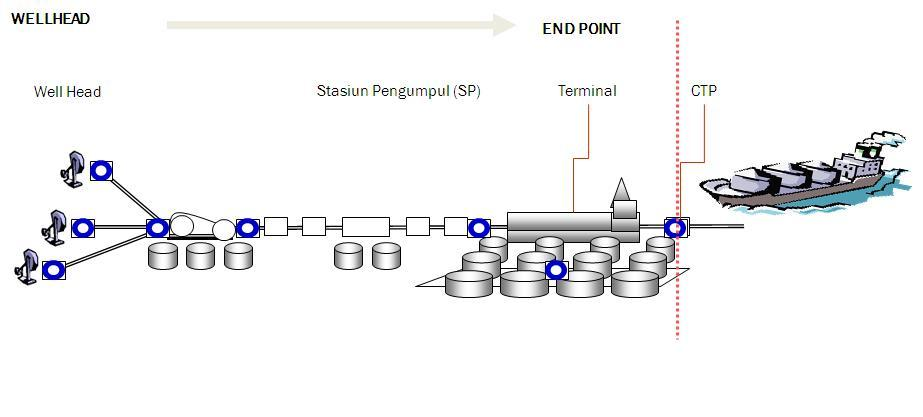 WELLHEAD
END POINT
Well Head
Stasiun Pengumpul (SP)
Terminal
CTP